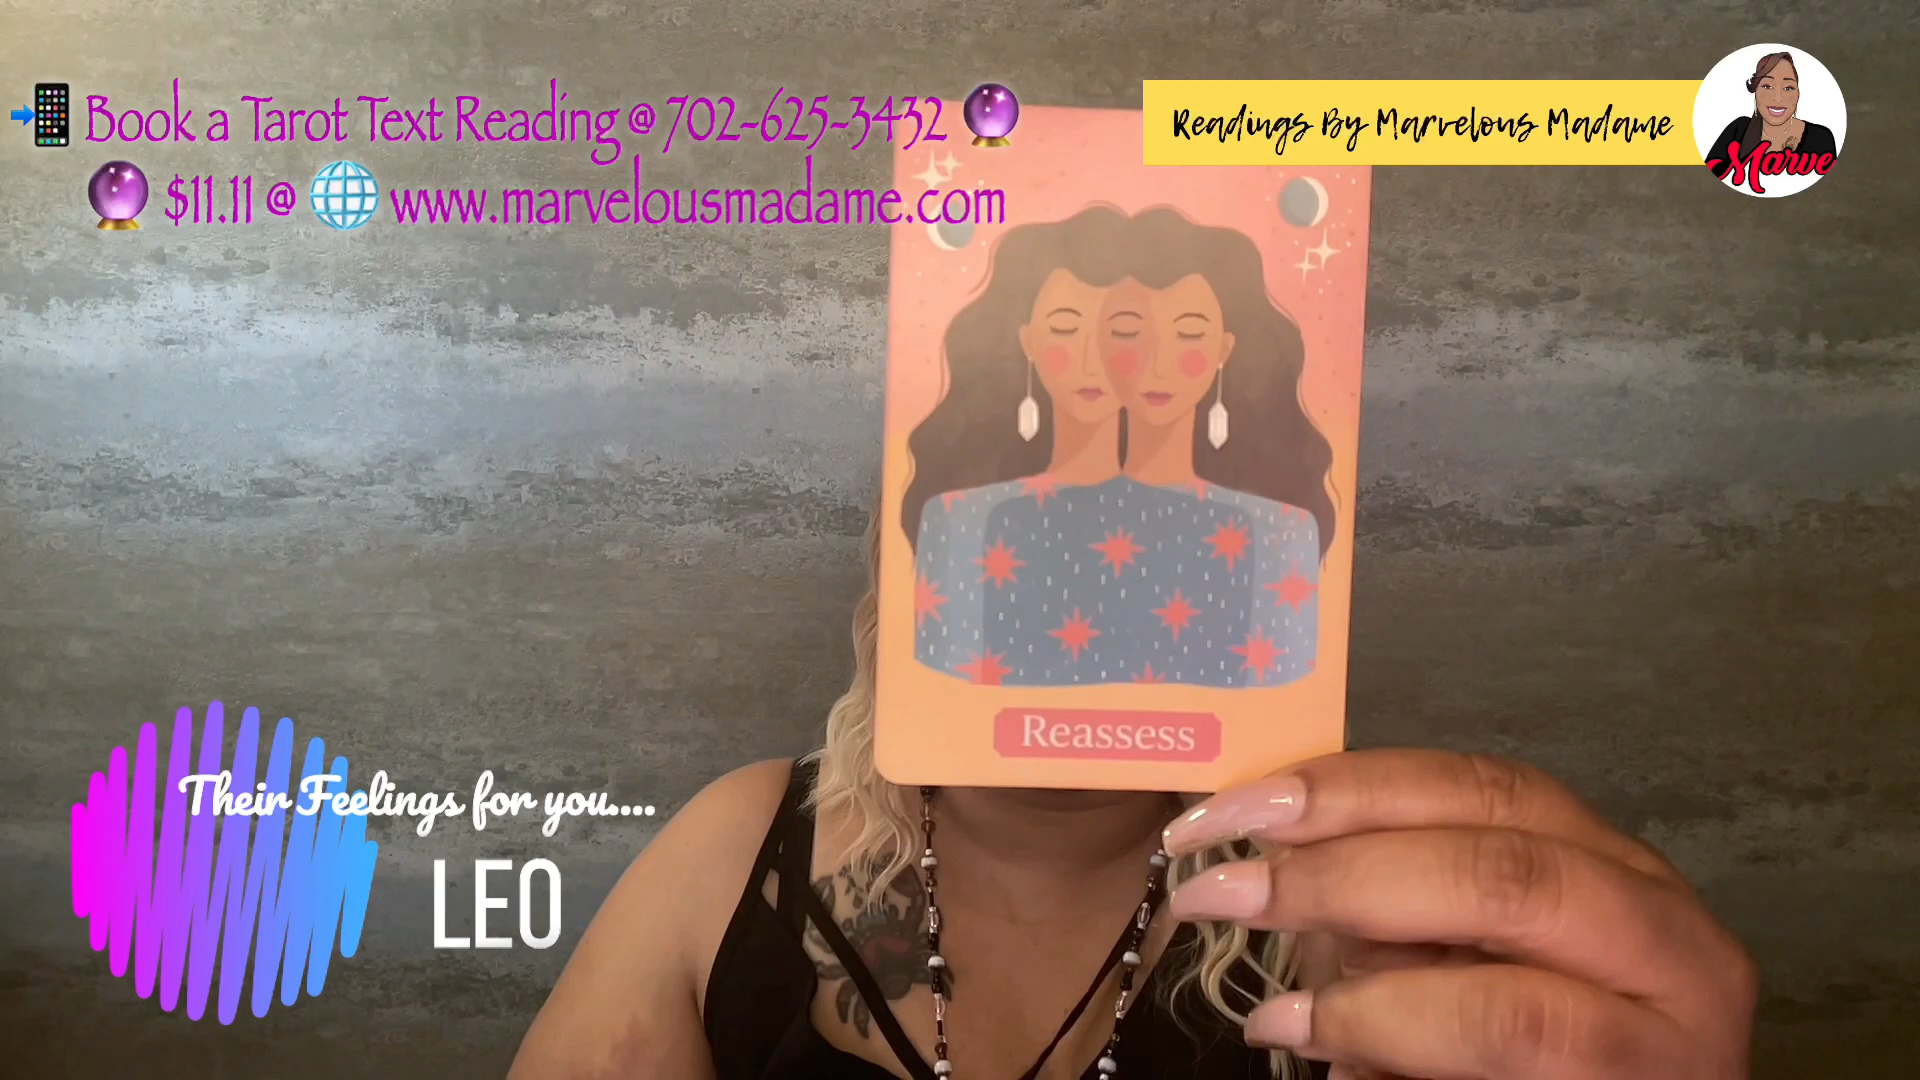 Book a Tarot Text Reading @ 702-625-3432
$11.11 @ www.marvelousmadame.com
Readings By Marvelous Madame
Marve
Reassess
Their Feelings for you....
LEO